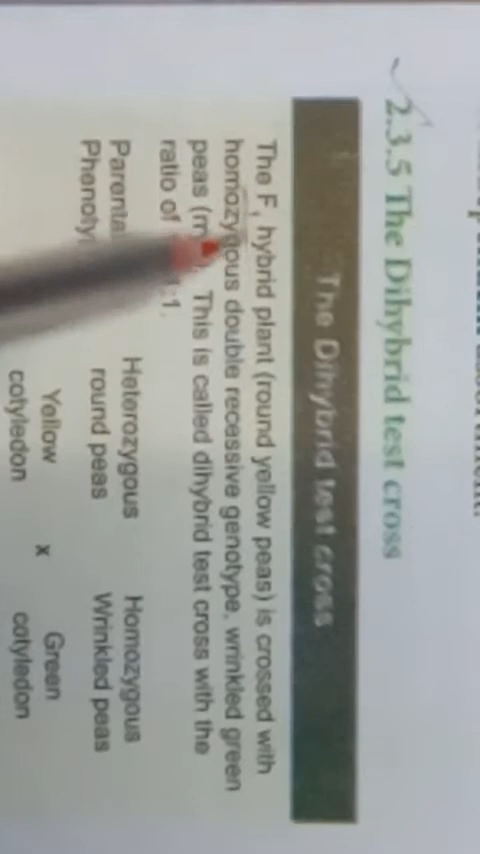 2.3.5 The Dihybrid test cross
The Dihybrid test cross
The F₁ hybrid plant (round yellow peas) is crossed with
homozygous double recessive genotype, wrinkled green
peas ( This is called dihybrid test cross with the
ratio of :1.
Heterozygous Homozygous
round peas Wrinkled peas
Yellow x Green
cotyledon cotyledon